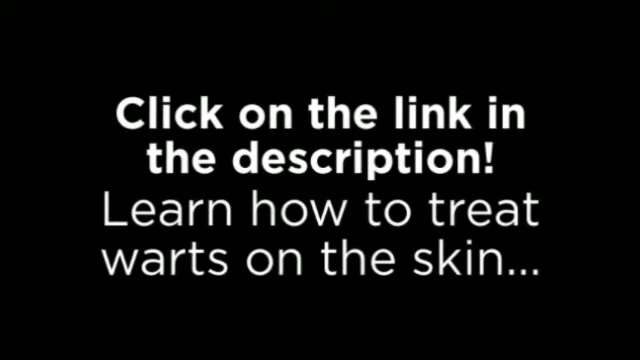 Click on the link in
the description!
Learn how to treat
warts on the skin...